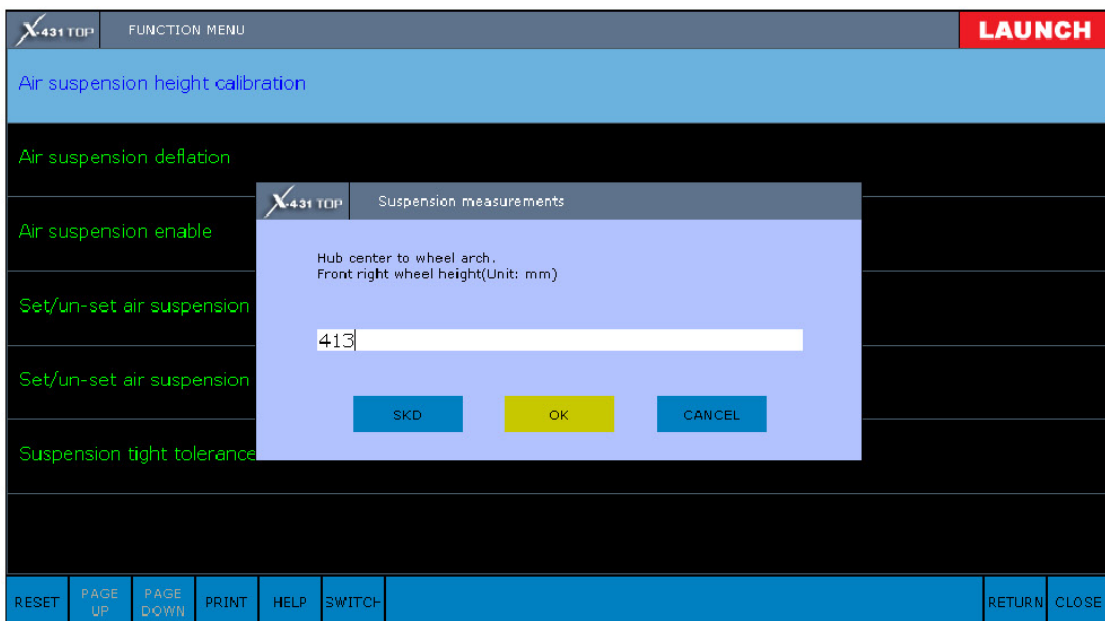 X-431 TOP FUNCTION MENU LAUNCH
Air suspension height calibration
Air suspension deflation
X-431 TOP Suspension measurements
Air suspension enable
Hub center to wheel arch.
Front right wheel height(Unit: mm)
Set/un-set air suspension
413
Set/un-set air suspension
SKD OK CANCEL
Suspension tight tolerance
RESET PAGE UP PAGE DOWN PRINT HELP SWITCH RETURN CLOSE